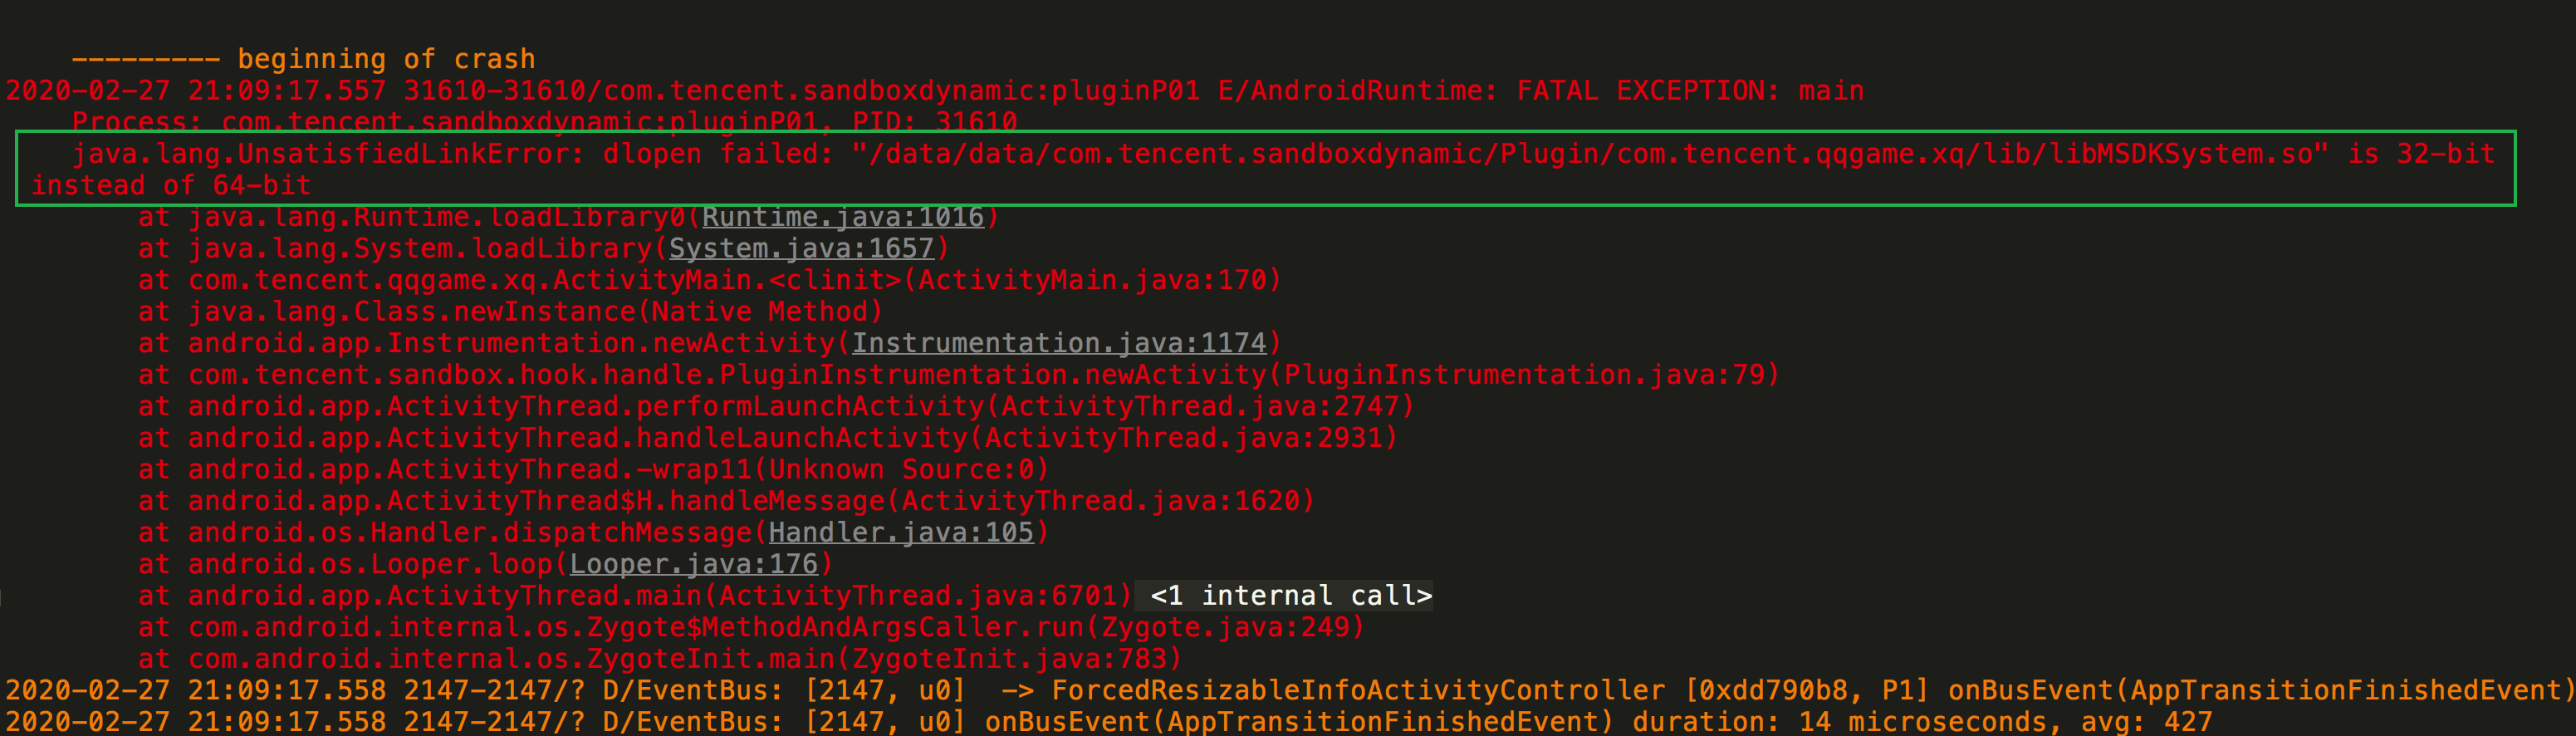 --------- beginning of crash
2020-02-27 21:09:17.557 31610-31610/com.tencent.sandboxdynamic:pluginP01 E/AndroidRuntime: FATAL EXCEPTION: main
Process: com.tencent.sandboxdynamic:pluginP01, PID: 31610
java.lang.UnsatisfiedLinkError: dlopen failed: "/data/data/com.tencent.sandboxdynamic/Plugin/com.tencent.qqgame.xq/lib/libMSDKSystem.so" is 32-bit
instead of 64-bit
at java.lang.Runtime.loadLibrary0(Runtime.java:1016)
at java.lang.System.loadLibrary(System.java:1657)
at com.tencent.qqgame.xq.ActivityMain.<clinit>(ActivityMain.java:170)
at java.lang.Class.newInstance(Native Method)
at android.app.Instrumentation.newActivity(Instrumentation.java:1174)
at com.tencent.sandbox.hook.handle.PluginInstrumentation.newActivity(PluginInstrumentation.java:79)
at android.app.ActivityThread.performLaunchActivity(ActivityThread.java:2747)
at android.app.ActivityThread.handleLaunchActivity(ActivityThread.java:2931)
at android.app.ActivityThread.-wrap11(Unknown Source:0)
at android.app.ActivityThread$H.handleMessage(ActivityThread.java:1620)
at android.os.Handler.dispatchMessage(Handler.java:105)
at android.os.Looper.loop(Looper.java:176)
at android.app.ActivityThread.main(ActivityThread.java:6701) <1 internal call>
at com.android.internal.os.Zygote$MethodAndArgsCaller.run(Zygote.java:249)
at com.android.internal.os.ZygoteInit.main(ZygoteInit.java:783)
2020-02-27 21:09:17.558 2147-2147/? D/EventBus: [2147, u0]  -> ForcedResizableInfoActivityController [0xdd790b8, P1] onBusEvent(AppTransitionFinishedEvent)
2020-02-27 21:09:17.558 2147-2147/? D/EventBus: [2147, u0] onBusEvent(AppTransitionFinishedEvent) duration: 14 microseconds, avg: 427